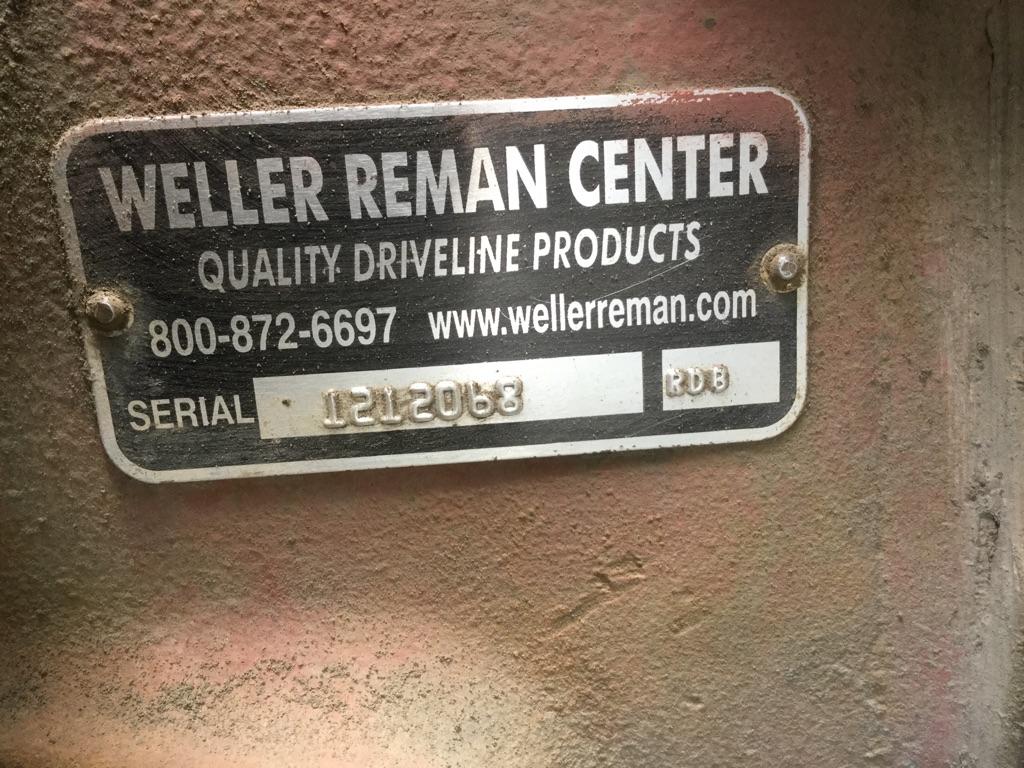 WELLER REMAN CENTER
QUALITY DRIVELINE PRODUCTS
800-872-6697 www.wellerreman.com
SERIAL 1212068 RDB